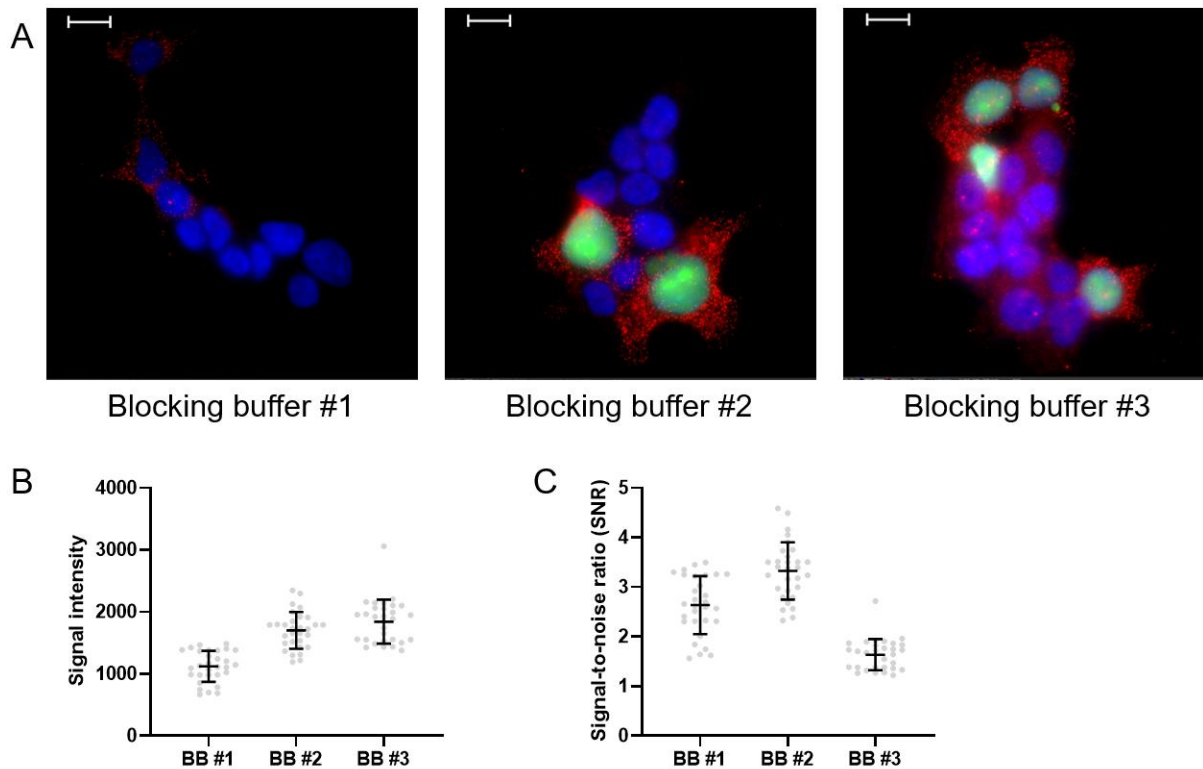 A
Blocking buffer #1
Blocking buffer #2
Blocking buffer #3
B
Signal intensity
4000
3000
2000
1000
0
BB #1
BB #2
BB #3
C
Signal-to-noise ratio (SNR)
5
4
3
2
1
0
BB #1
BB #2
BB #3